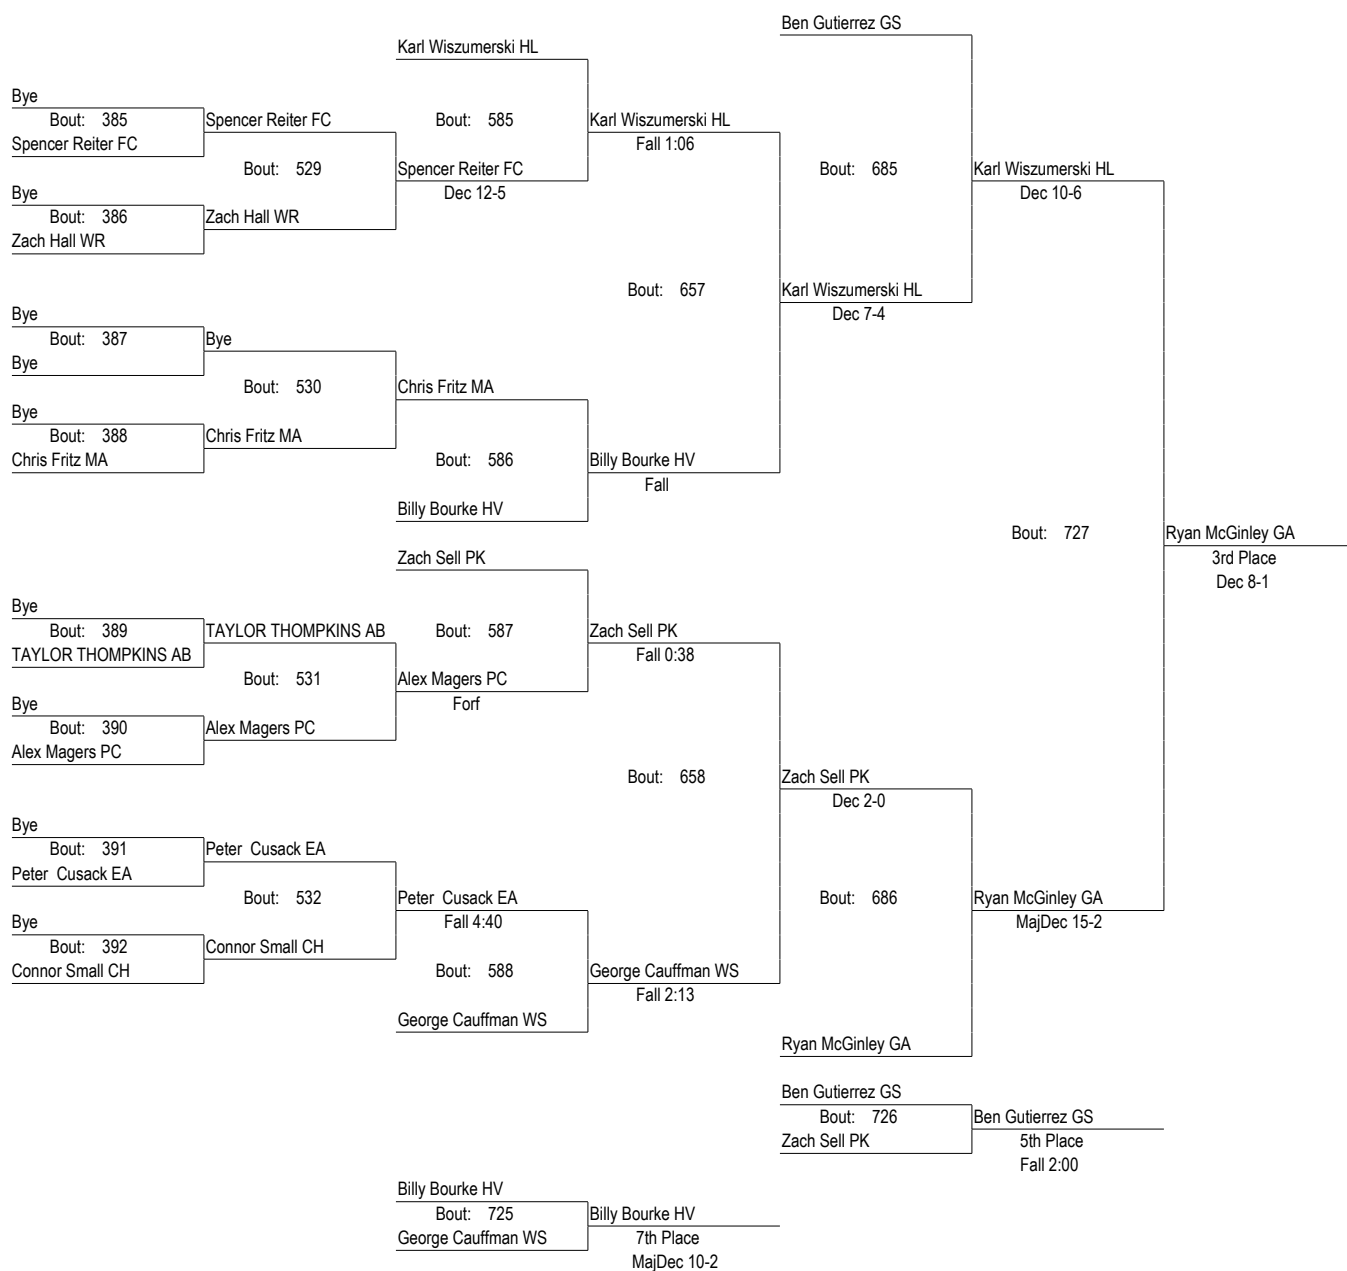 Ben Gutierrez GS
Karl Wiszumerski HL
Bye
Bout: 385
Spencer Reiter FC
Bout: 585
Karl Wiszumerski HL
Spencer Reiter FC
Fall 1:06
Bout: 529
Spencer Reiter FC
Bout: 685
Karl Wiszumerski HL
Bye
Dec 12-5
Dec 10-6
Bout: 386
Zach Hall WR
Zach Hall WR
Bout: 657
Karl Wiszumerski HL
Bye
Dec 7-4
Bout: 387
Bye
Bye
Bout: 530
Chris Fritz MA
Bye
Bout: 388
Chris Fritz MA
Chris Fritz MA
Bout: 586
Billy Bourke HV
Fall
Billy Bourke HV
Bout: 727
Ryan McGinley GA
Zach Sell PK
3rd Place
Dec 8-1
Bye
Bout: 389
TAYLOR THOMPKINS AB
Bout: 587
Zach Sell PK
TAYLOR THOMPKINS AB
Fall 0:38
Bout: 531
Alex Magers PC
Bye
Forf
Bout: 390
Alex Magers PC
Alex Magers PC
Bout: 658
Zach Sell PK
Dec 2-0
Bye
Bout: 391
Peter Cusack EA
Peter Cusack EA
Bout: 532
Peter Cusack EA
Bout: 686
Ryan McGinley GA
Bye
Fall 4:40
MajDec 15-2
Bout: 392
Connor Small CH
Connor Small CH
Bout: 588
George Cauffman WS
Fall 2:13
George Cauffman WS
Ryan McGinley GA
Ben Gutierrez GS
Bout: 726
Ben Gutierrez GS
Zach Sell PK
5th Place
Fall 2:00
Billy Bourke HV
Bout: 725
Billy Bourke HV
George Cauffman WS
7th Place
MajDec 10-2